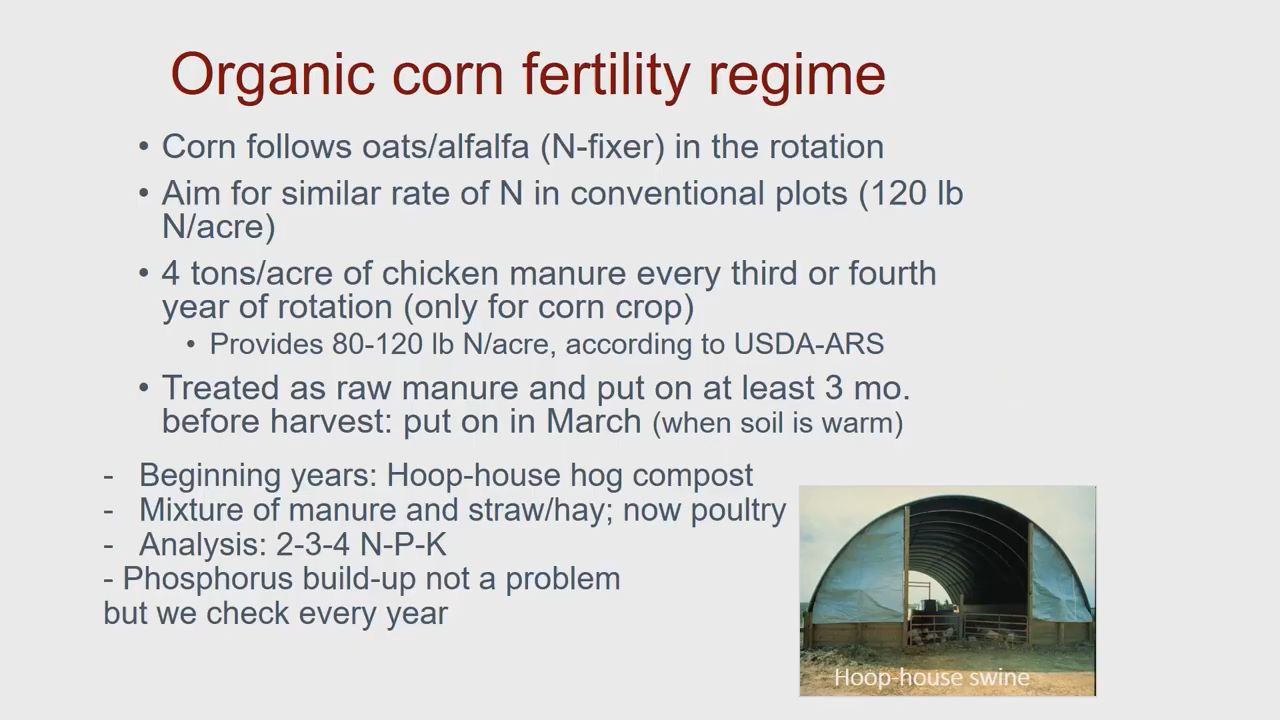 Organic corn fertility regime
• Corn follows oats/alfalfa (N-fixer) in the rotation
• Aim for similar rate of N in conventional plots (120 lb
N/acre)
• 4 tons/acre of chicken manure every third or fourth
year of rotation (only for corn crop)
• Provides 80-120 lb N/acre, according to USDA-ARS
• Treated as raw manure and put on at least 3 mo.
before harvest: put on in March (when soil is warm)
- Beginning years: Hoop-house hog compost
- Mixture of manure and straw/hay; now poultry
- Analysis: 2-3-4 N-P-K
- Phosphorus build-up not a problem
but we check every year
Hoop-house swine